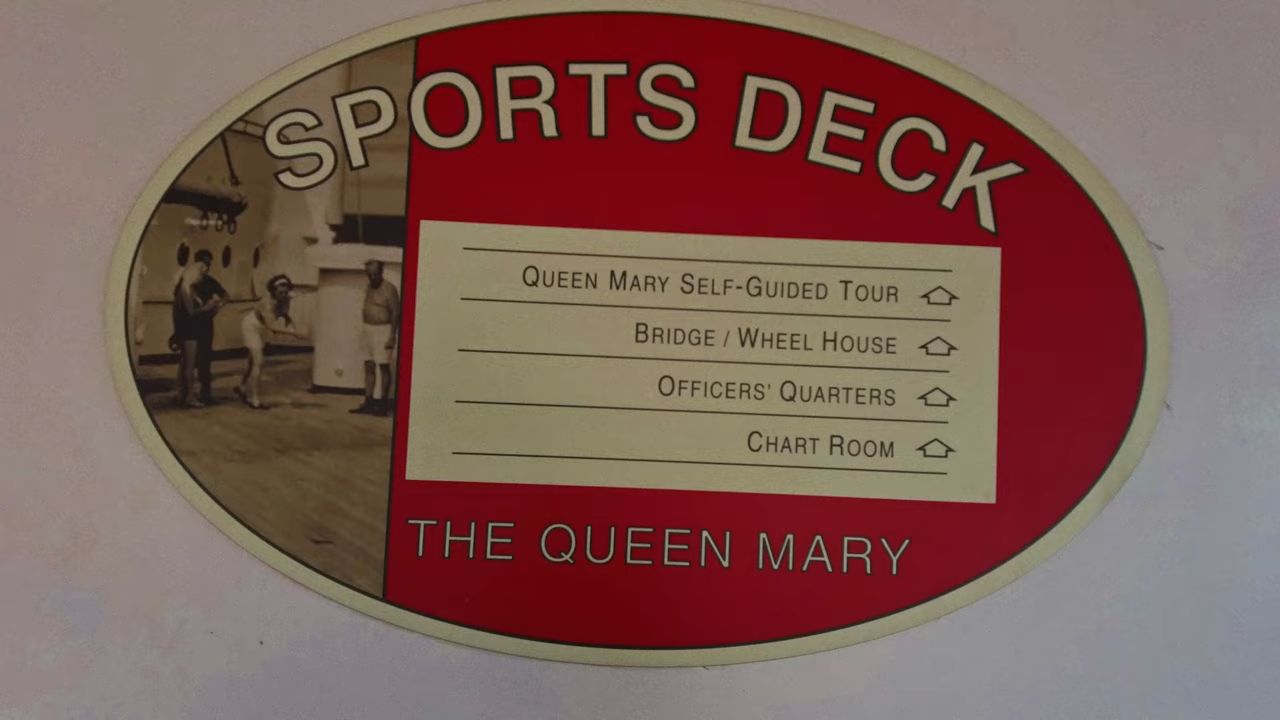 SPORTS DECK
QUEEN MARY SELF-GUIDED TOUR
BRIDGE / WHEEL HOUSE
OFFICERS' QUARTERS
CHART ROOM
THE QUEEN MARY